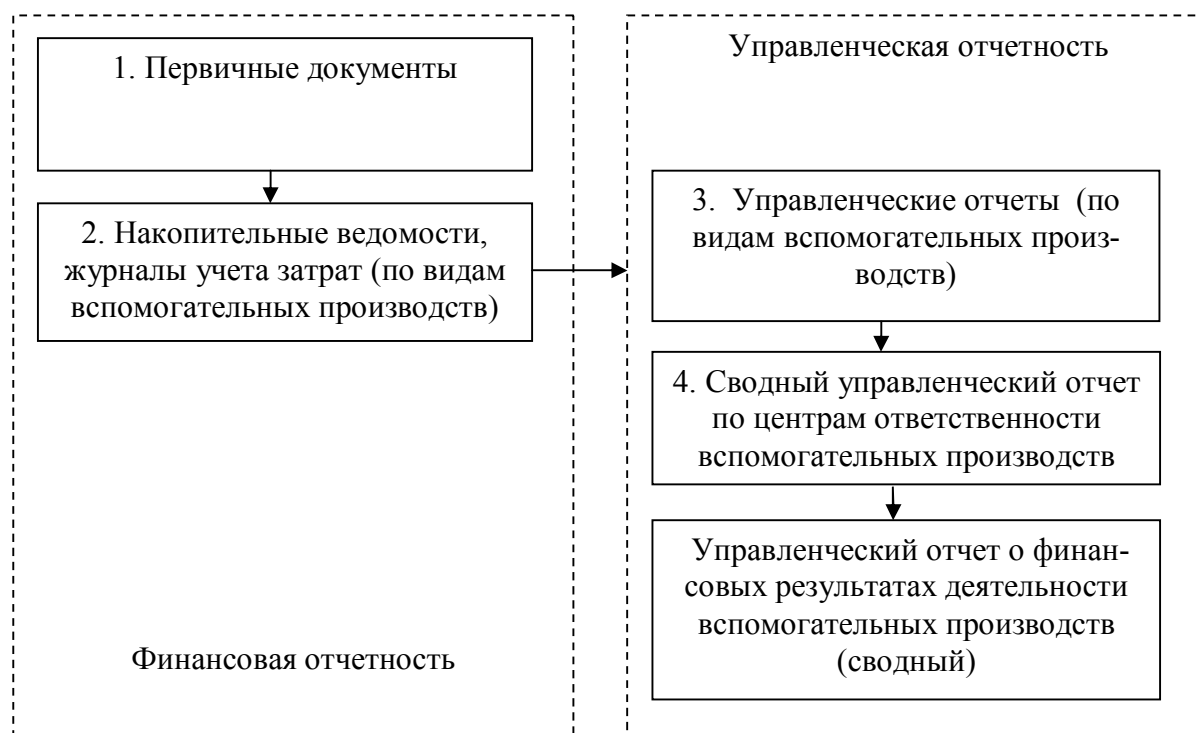 1. Первичные документы
2. Накопительные ведомости,
журналы учета затрат (по видам
вспомогательных производств)
Финансовая отчетность
Управленческая отчетность
3. Управленческие отчеты (по
видам вспомогательных произ-
водств)
4. Сводный управленческий отчет
по центрам ответственности
вспомогательных производств
Управленческий отчет о финан-
совых результатах деятельности
вспомогательных производств
(сводный)